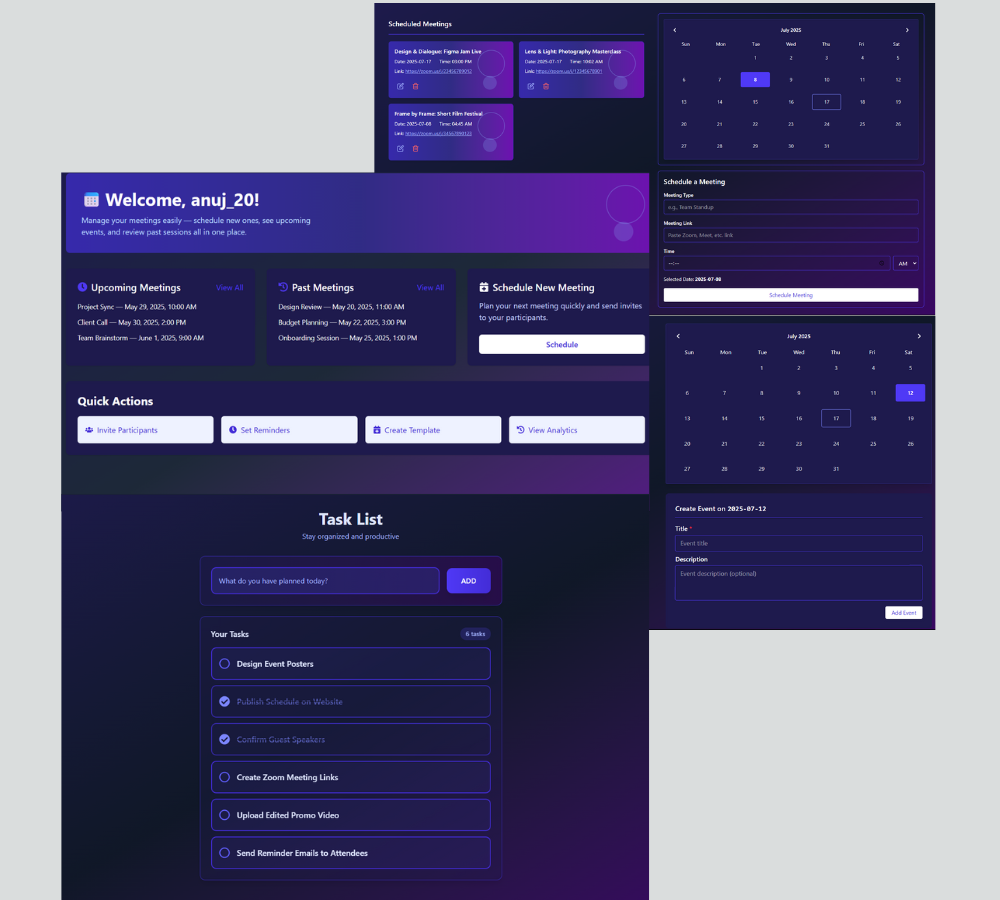 Scheduled Meetings
Design & Dialogue: Figma Jam Live
Date: 2025-07-17 Time: 03:00 PM
Link:
Lens & Light: Photography Masterclass
Date: 2025-07-17 Time: 10:02 AM
Link:
Frame by Frame: Short Film Festival
Date: 2025-07-08 Time: 04:45 AM
Link:
July 2025
Sun Mon Tue Wed Thu Fri Sat
1 2 3 4 5
6 7 8 9 10 11 12
13 14 15 16 17 18 19
20 21 22 23 24 25 26
27 28 29 30 31
Schedule a Meeting
Meeting Type
e.g., Team Standup
Meeting Link
Paste Zoom, Meet, etc. link
Time
--:-- AM
Selected Date: 2025-07-08
Schedule Meeting
Welcome, anuj_20!
Manage your meetings easily — schedule new ones, see upcoming
events, and review past sessions all in one place.
Upcoming Meetings View All
Project Sync — May 29, 2025, 10:00 AM
Client Call — May 30, 2025, 2:00 PM
Team Brainstorm — June 1, 2025, 9:00 AM
Past Meetings View All
Design Review — May 20, 2025, 11:00 AM
Budget Planning — May 22, 2025, 3:00 PM
Onboarding Session — May 25, 2025, 1:00 PM
Schedule New Meeting
Plan your next meeting quickly and send invites
to your participants.
Schedule
Quick Actions
Invite Participants
Set Reminders
Create Template
View Analytics
July 2025
Sun Mon Tue Wed Thu Fri Sat
1 2 3 4 5
6 7 8 9 10 11 12
13 14 15 16 17 18 19
20 21 22 23 24 25 26
27 28 29 30 31
Create Event on 2025-07-12
Title *
Event title
Description
Event description (optional)
Add Event
Task List
Stay organized and productive
What do you have planned today?
ADD
Your Tasks 6 tasks
Design Event Posters
Publish Schedule on Website
Confirm Guest Speakers
Create Zoom Meeting Links
Upload Edited Promo Video
Send Reminder Emails to Attendees